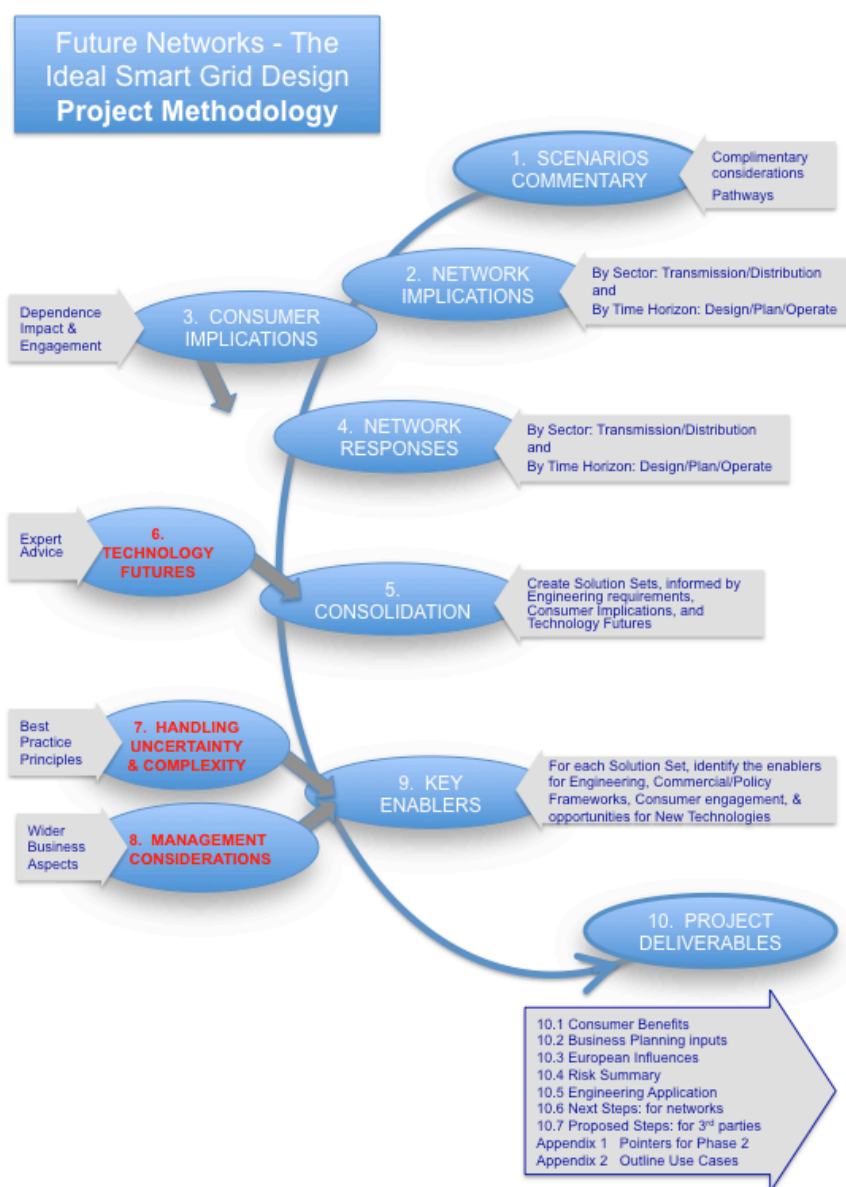 Future Networks - The
Ideal Smart Grid Design
Project Methodology
1. SCENARIOS
COMMENTARY
Complimentary
considerations
Pathways
2. NETWORK
IMPLICATIONS
By Sector: Transmission/Distribution
and
By Time Horizon: Design/Plan/Operate
Dependence
Impact &
Engagement
3. CONSUMER
IMPLICATIONS
4. NETWORK
RESPONSES
By Sector: Transmission/Distribution
and
By Time Horizon: Design/Plan/Operate
Expert
Advice
6.
TECHNOLOGY
FUTURES
5.
CONSOLIDATION
Create Solution Sets, informed by
Engineering requirements,
Consumer Implications, and
Technology Futures
Best
Practice
Principles
7. HANDLING
UNCERTAINTY
& COMPLEXITY
9. KEY
ENABLERS
For each Solution Set, identify the enablers
for Engineering, Commercial/Policy
Frameworks, Consumer engagement, &
opportunities for New Technologies
Wider
Business
Aspects
8. MANAGEMENT
CONSIDERATIONS
10. PROJECT
DELIVERABLES
10.1 Consumer Benefits
10.2 Business Planning inputs
10.3 European Influences
10.4 Risk Summary
10.5 Engineering Application
10.6 Next Steps: for networks
10.7 Proposed Steps: for 3rd parties
Appendix 1 Pointers for Phase 2
Appendix 2 Outline Use Cases